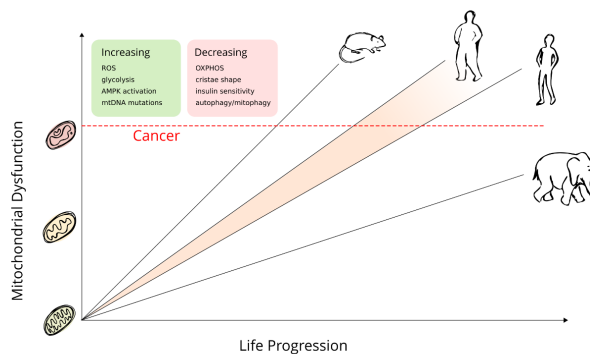 Increasing
ROS
glycolysis
AMPK activation
mtDNA mutations
Decreasing
OXPHOS
cristae shape
insulin sensitivity
autophagy/mitophagy
Cancer
Mitochondrial Dysfunction
Life Progression